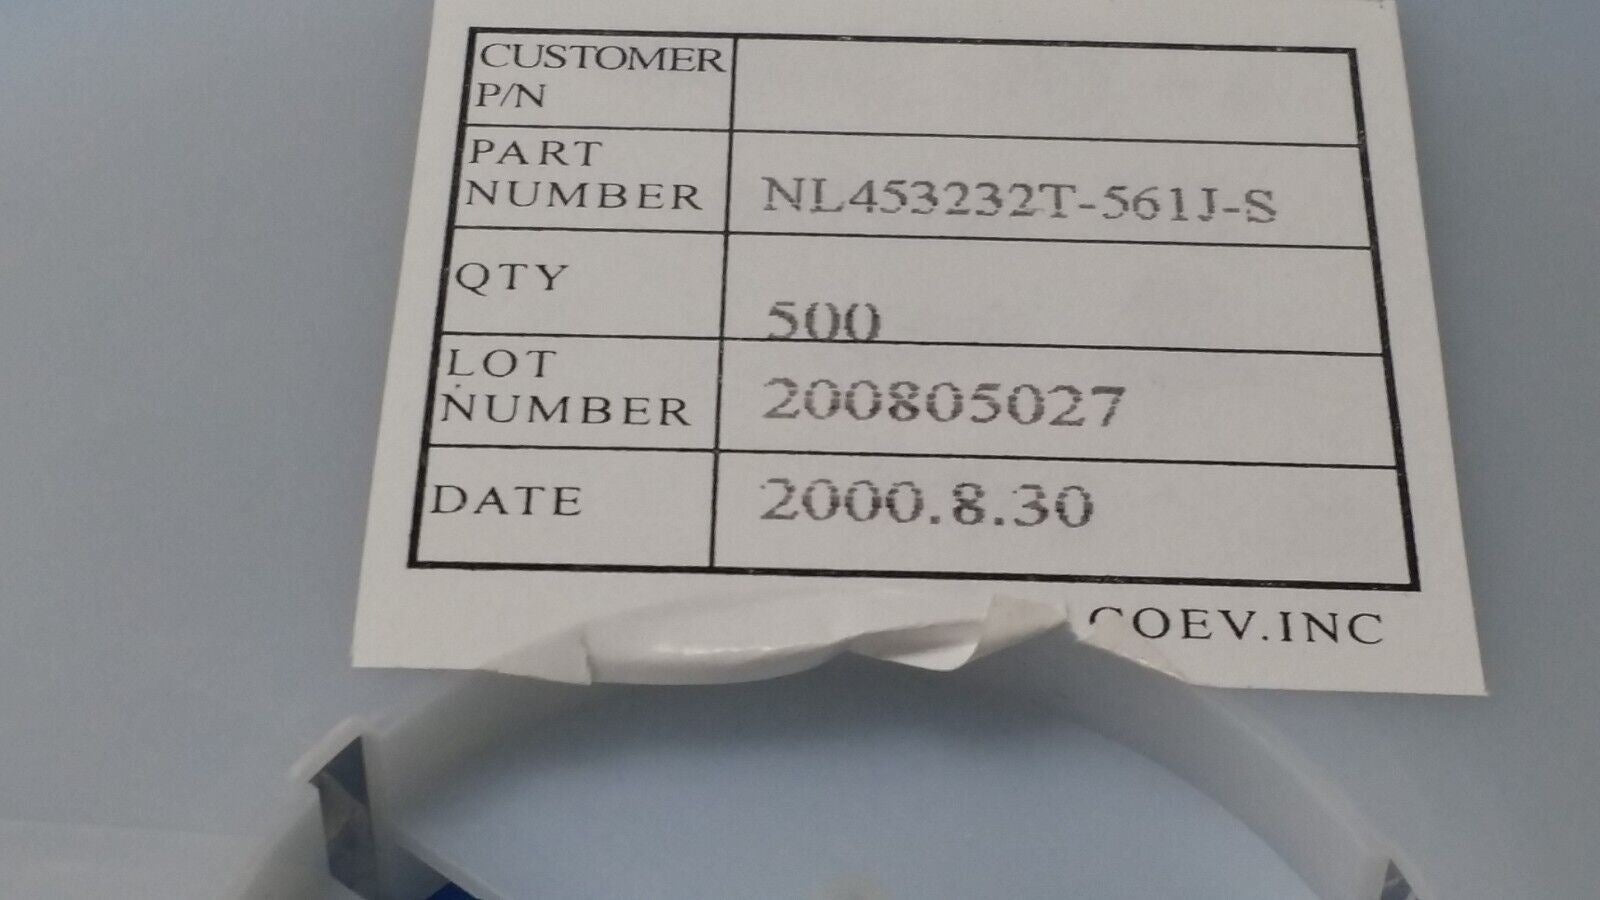 CUSTOMER
P/N
PART
NUMBER NL453232T-561J-S
QTY 500
LOT
NUMBER 200805027
DATE 2000.8.30
COEV.INC